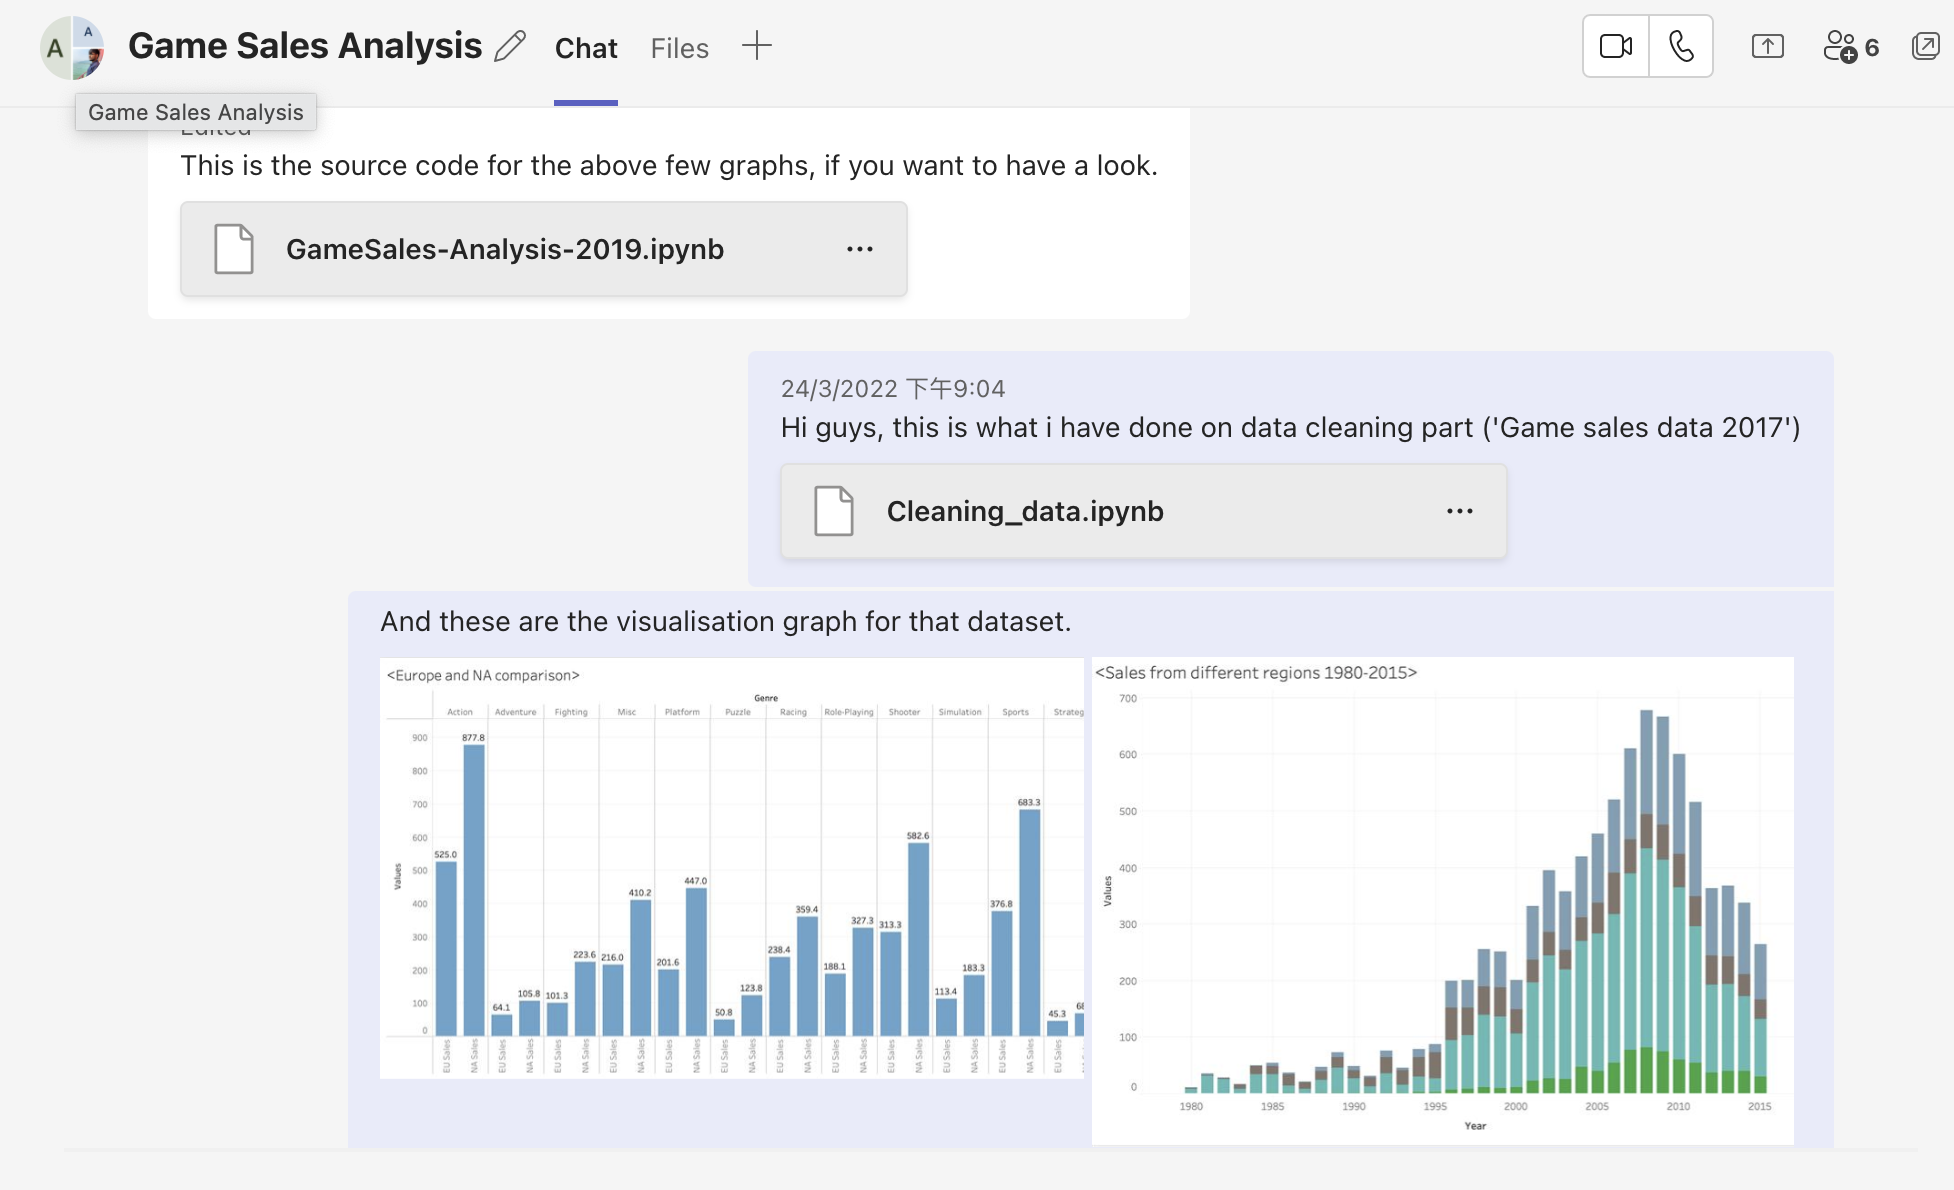 A
A
Game Sales Analysis
Chat
Files
6
Game Sales Analysis
Edited
This is the source code for the above few graphs, if you want to have a look.
GameSales-Analysis-2019.ipynb
24/3/2022 下午9:04
Hi guys, this is what i have done on data cleaning part ('Game sales data 2017')
Cleaning_data.ipynb
And these are the visualisation graph for that dataset.
<Europe and NA comparison>
Genre
Action Adventure Fighting Misc Platform Puzzle Racing Role-Playing Shooter Simulation Sports Strateg
900
800
700
600
500
400
300
200
100
0
Values
525.0 877.8 64.1 105.8 101.3 223.6 216.0 410.2 201.6 447.0 50.8 123.8 238.4 359.4 188.1 327.3 313.3 582.6 113.4 183.3 376.8 683.3 45.3 68
EU Sales NA Sales EU Sales NA Sales EU Sales NA Sales EU Sales NA Sales EU Sales NA Sales EU Sales NA Sales EU Sales NA Sales EU Sales NA Sales EU Sales NA Sales EU Sales NA Sales EU Sales NA Sales EU Sales
<Sales from different regions 1980-2015>
700
600
500
400
300
200
100
0
Values
1980 1985 1990 1995 2000 2005 2010 2015
Year